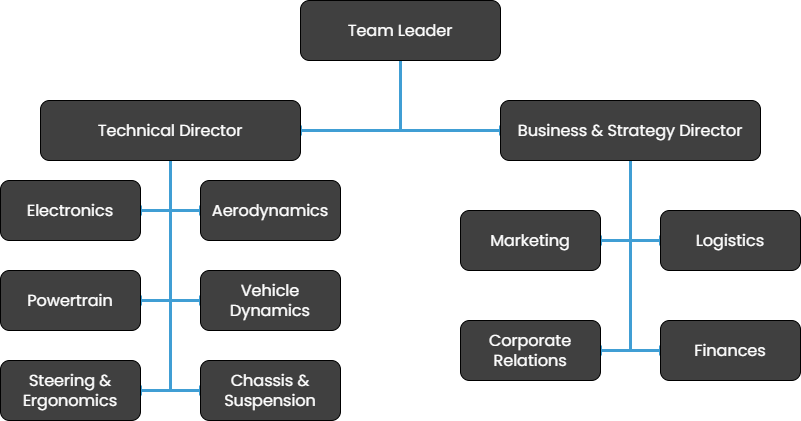 Team Leader
Technical Director
Business & Strategy Director
Electronics
Aerodynamics
Marketing
Logistics
Powertrain
Vehicle
Dynamics
Corporate
Relations
Finances
Steering &
Ergonomics
Chassis &
Suspension